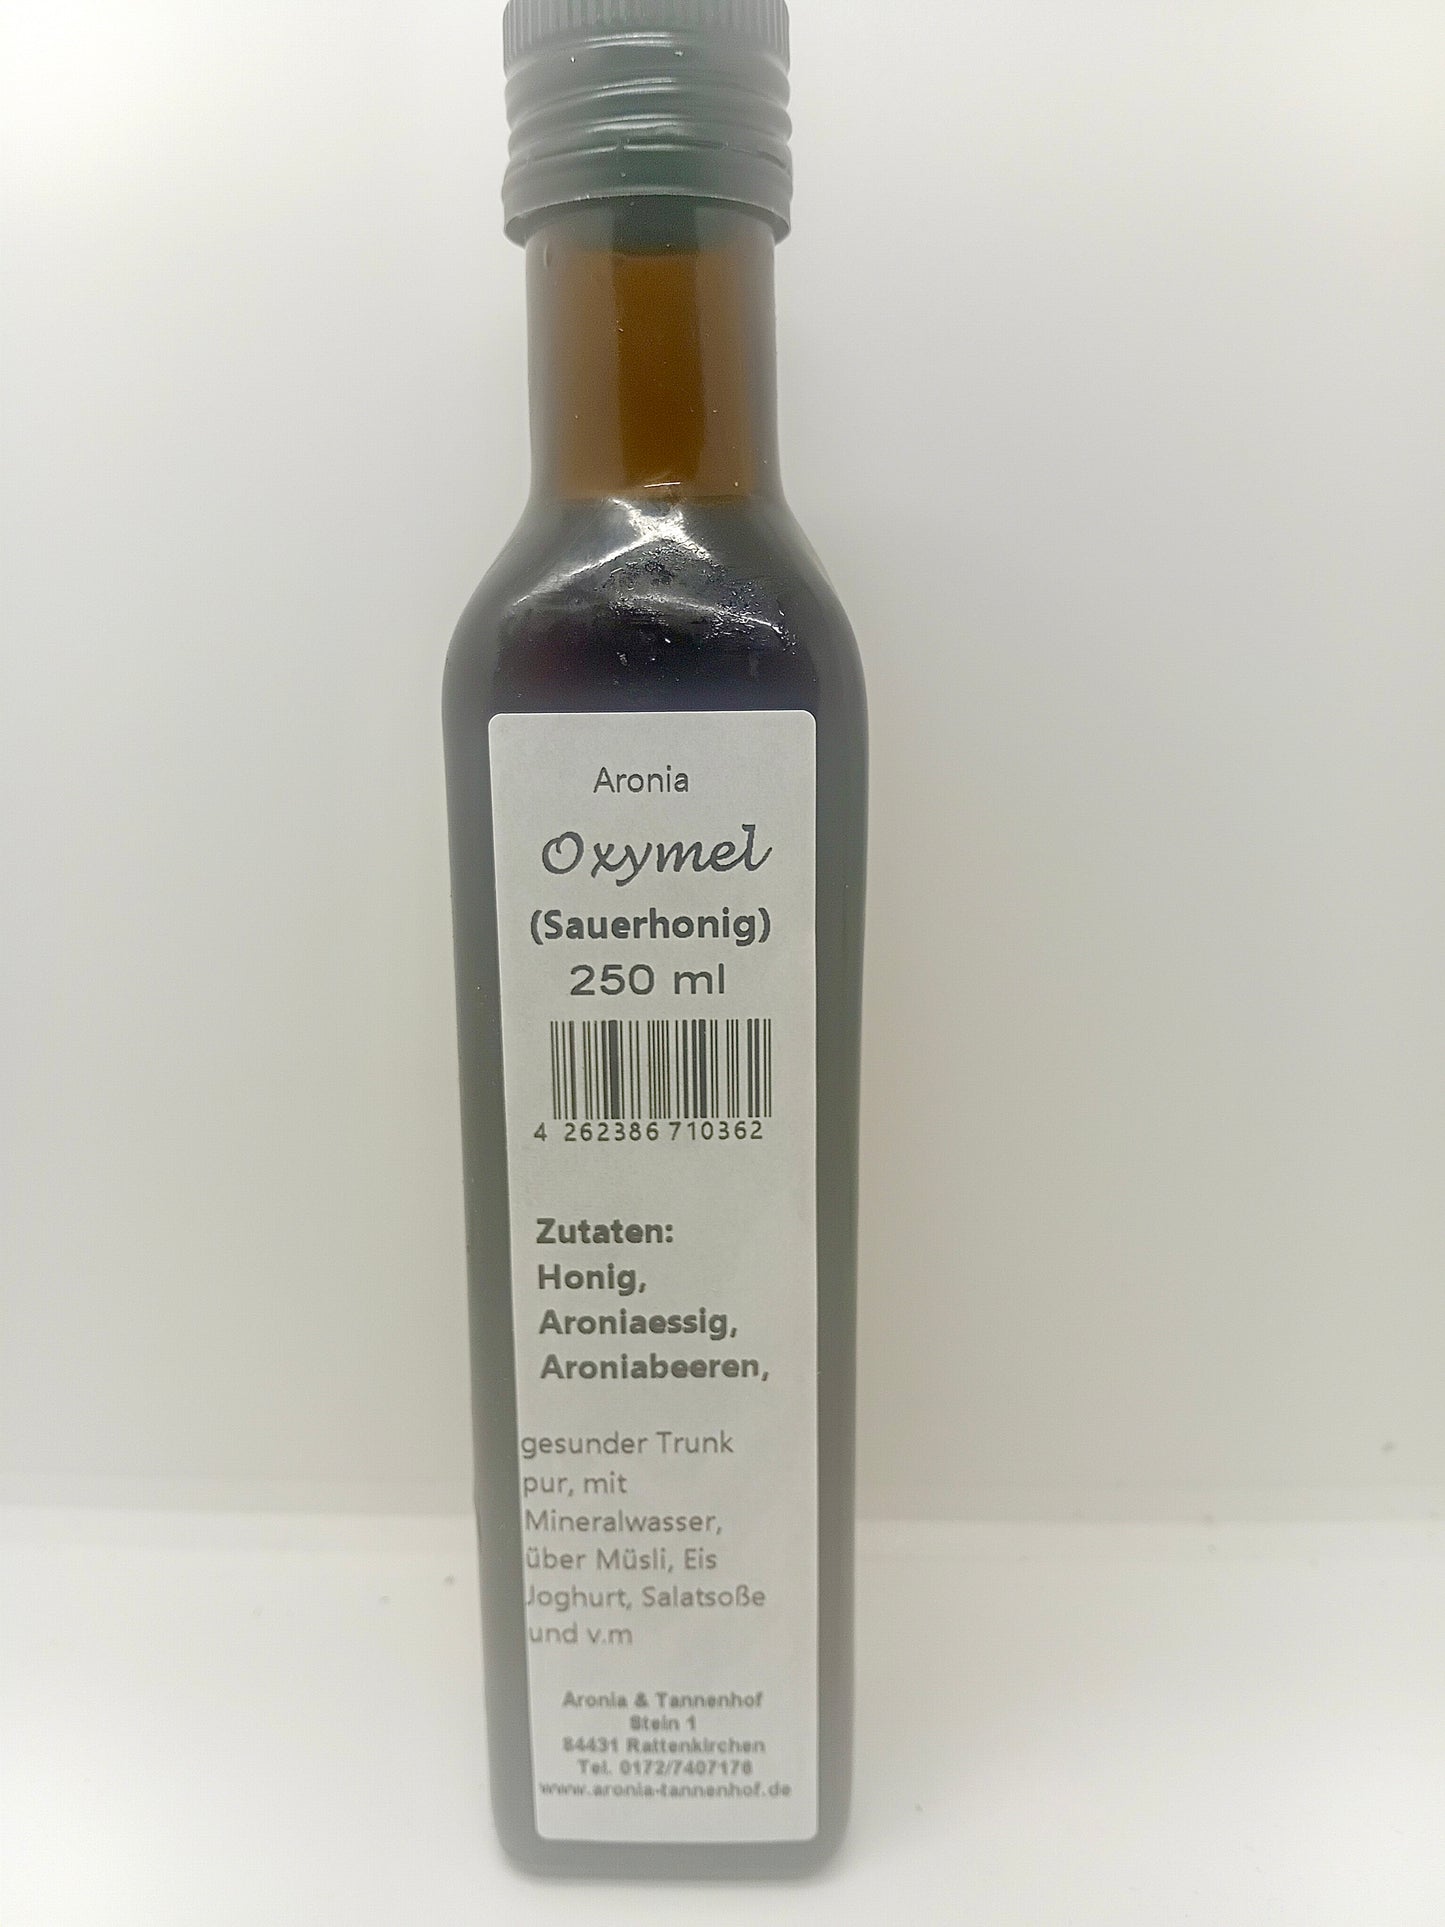 Aronia
Oxymel
(Sauerhonig)
250 ml
4 262386 710362
Zutaten:
Honig,
Aroniaessig,
Aroniabeeren,
gesunder Trunk
pur, mit
Mineralwasser,
über Müsli, Eis
Joghurt, Salatsoße
und v.m
Aronia & Tannenhof
Stein 1
84431 Rattenkirchen
Tel. 0172/7407176
www.aronia-tannenhof.de